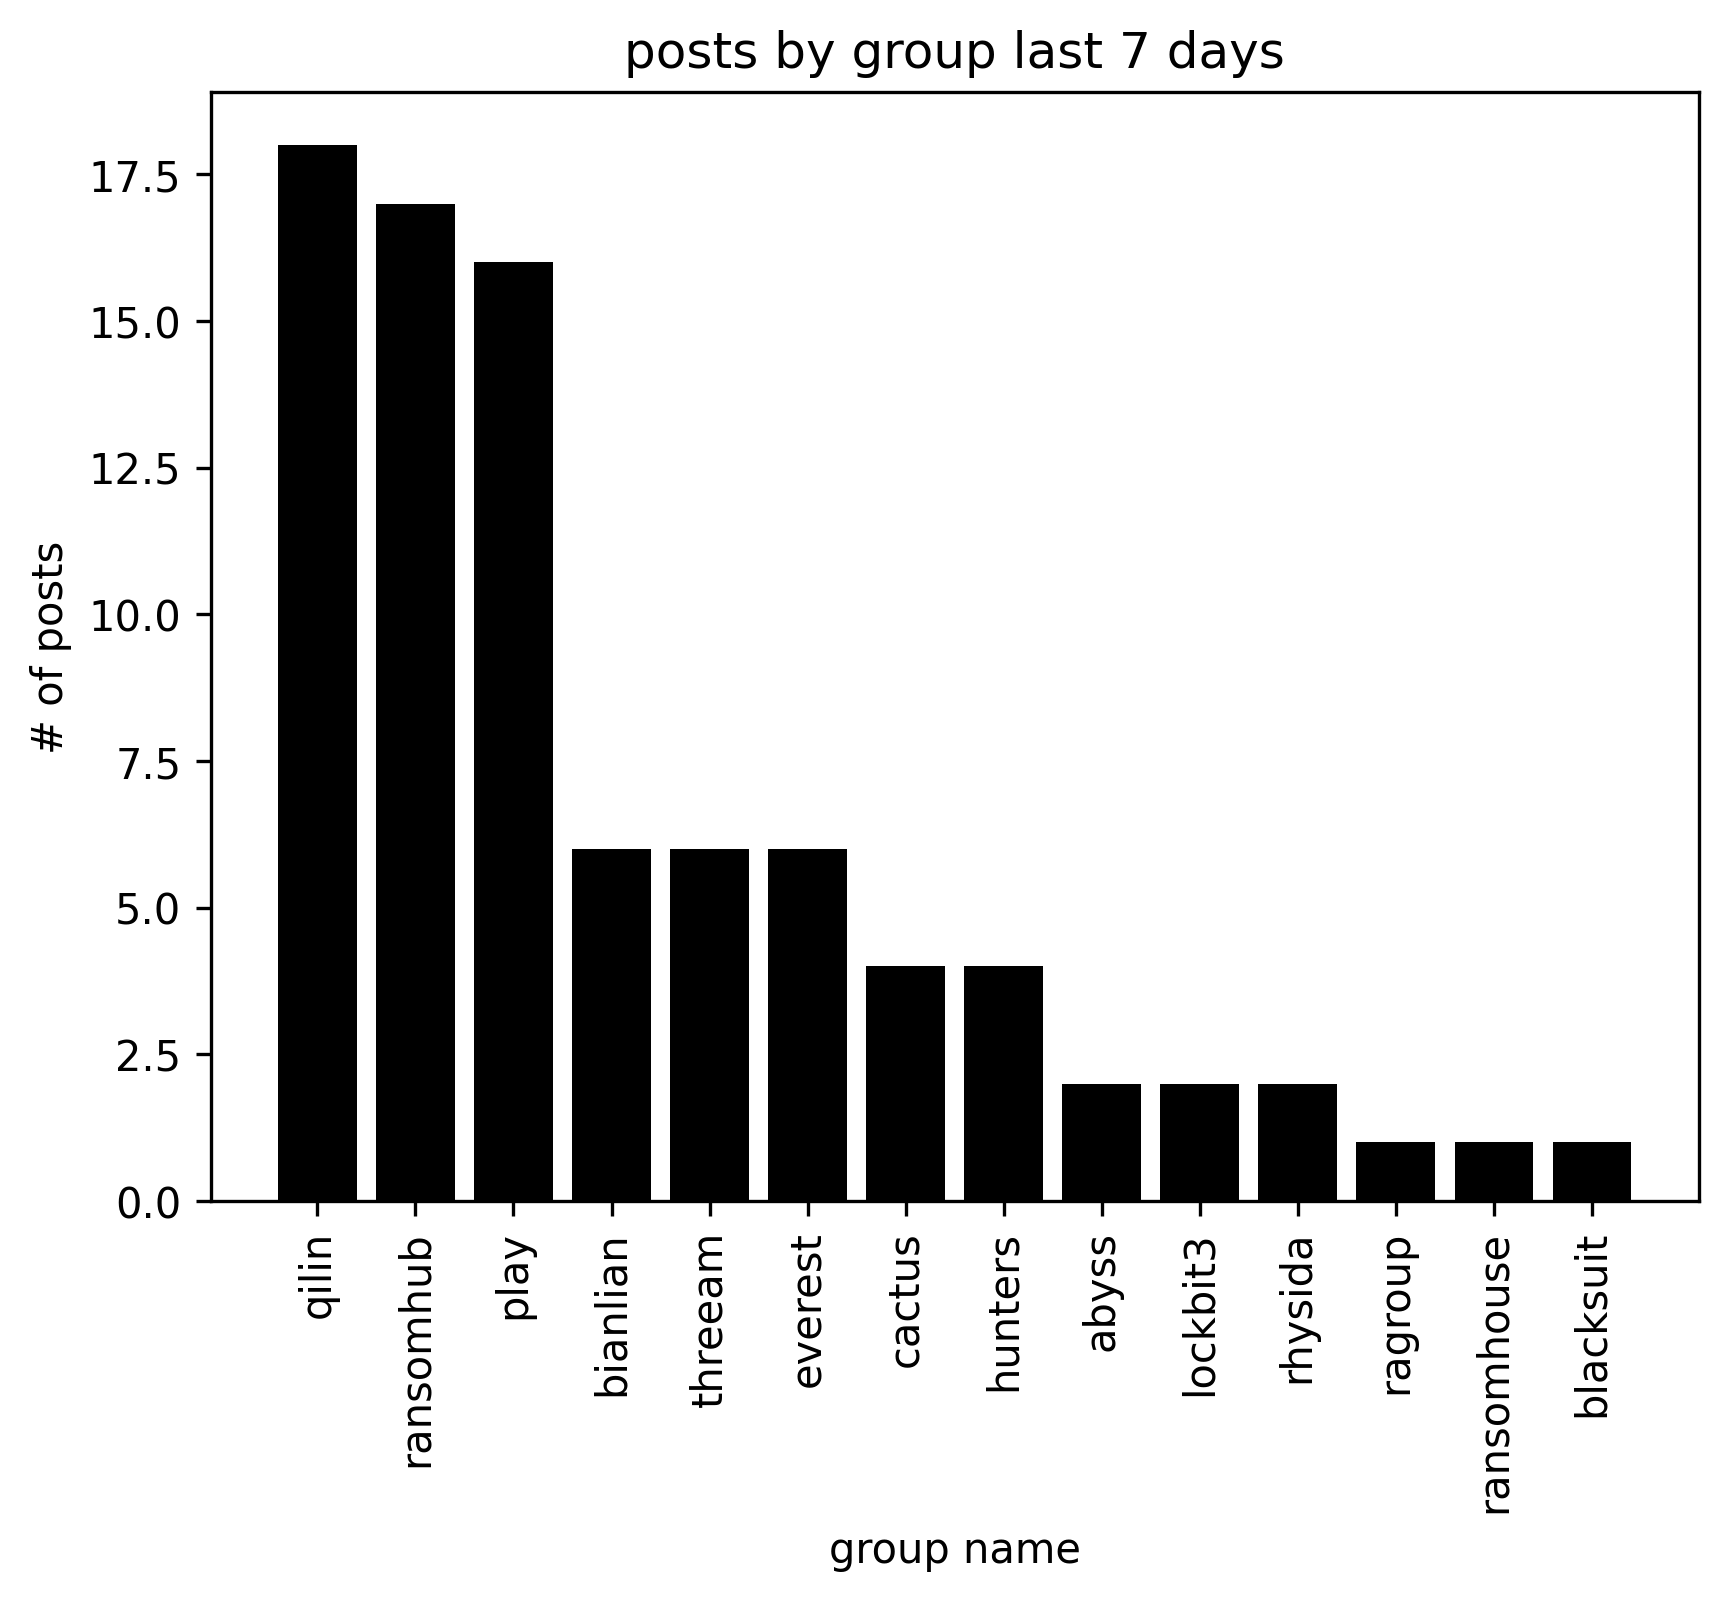 posts by group last 7 days
# of posts
17.5
15.0
12.5
10.0
7.5
5.0
2.5
0.0
qilin
ransomhub
play
bianlian
threeam
everest
cactus
hunters
abyss
lockbit3
rhysida
ragroup
ransomhouse
blacksuit
group name